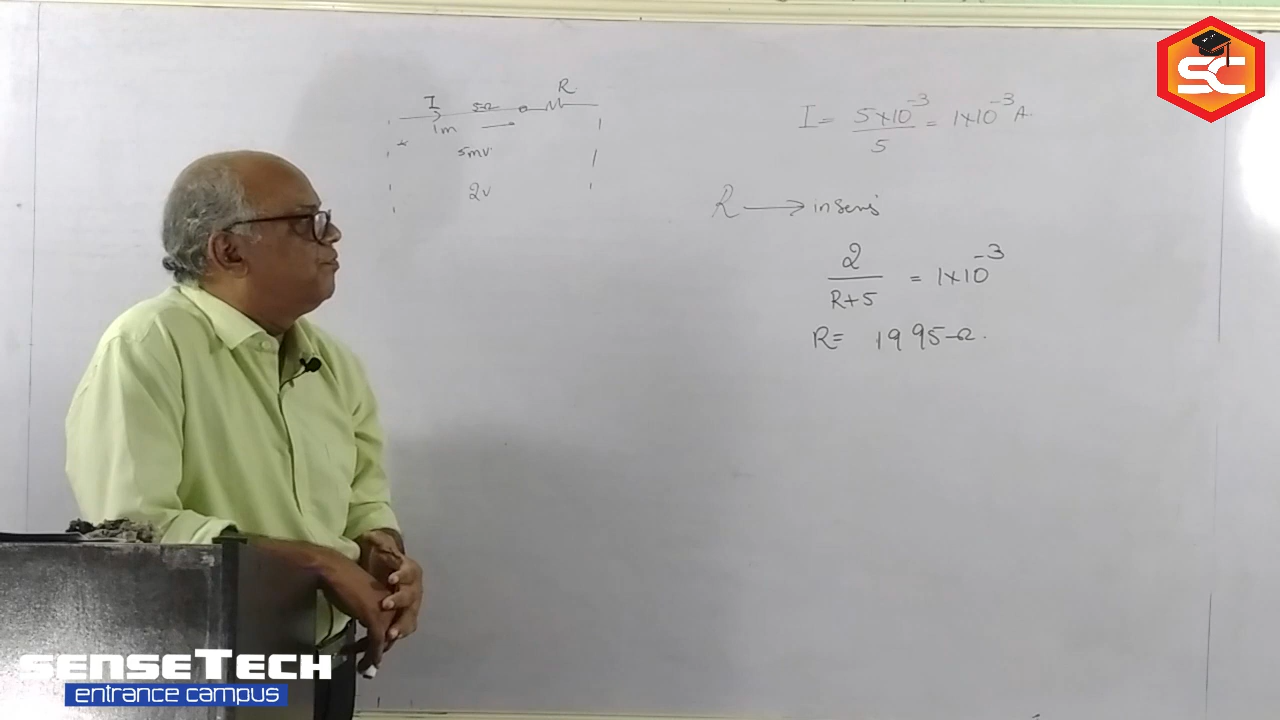 R
I 5Ω
1m
5mV
2V
I = 5×10⁻³ / 5 = 1×10⁻³ A.
R → in series
2 / R+5 = 1×10⁻³
R = 1995 Ω.
SC
SENSETECH
entrance campus